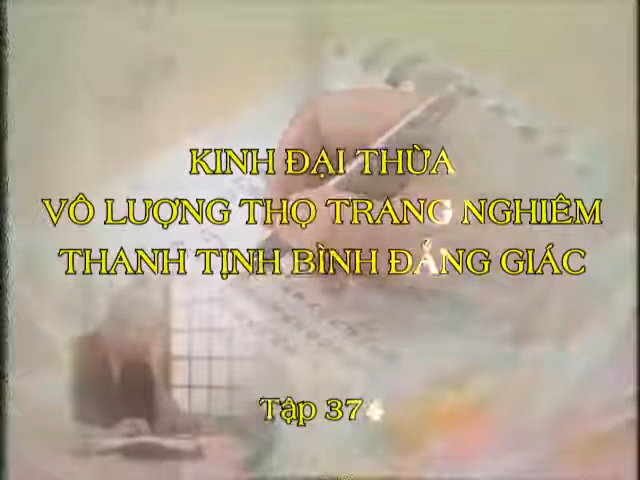 KINH ĐẠI THỪA
VÔ LƯỢNG THỌ TRANG NGHIÊM
THANH TỊNH BÌNH ĐẲNG GIÁC
Tập 37